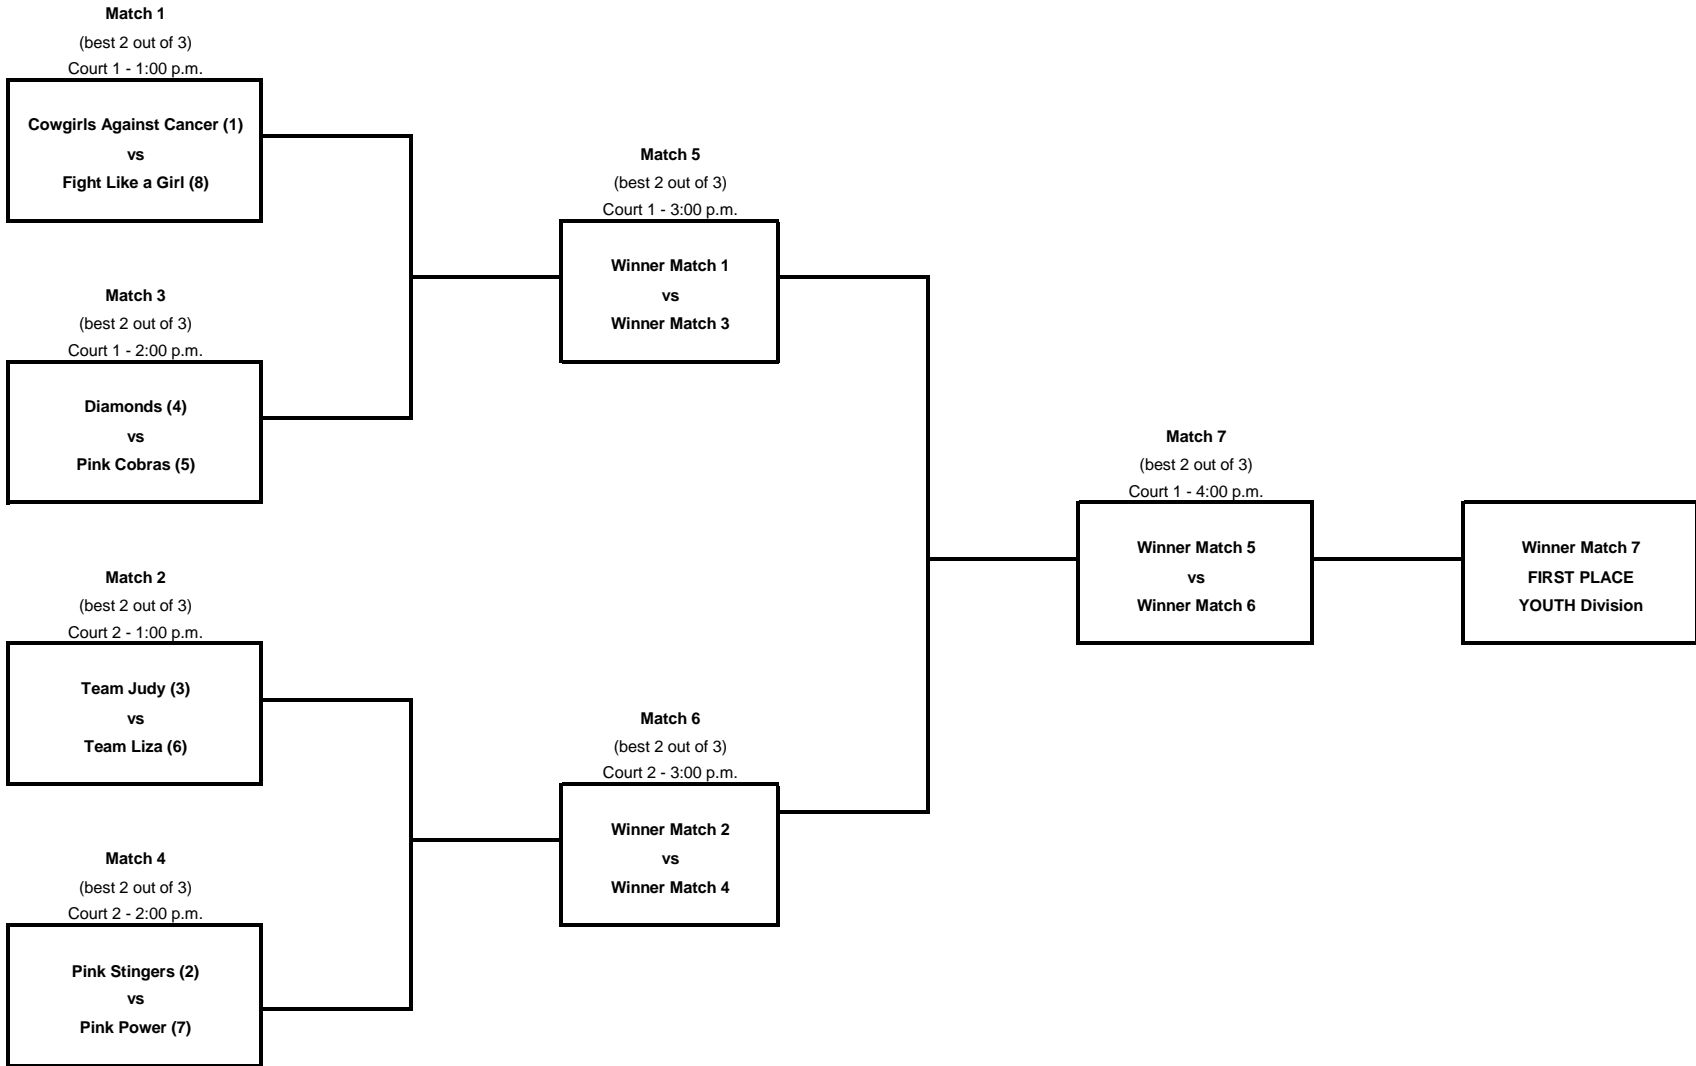 Match 1
(best 2 out of 3)
Court 1 - 1:00 p.m.
Cowgirls Against Cancer (1)
vs
Fight Like a Girl (8)
Match 3
(best 2 out of 3)
Court 1 - 2:00 p.m.
Diamonds (4)
vs
Pink Cobras (5)
Match 2
(best 2 out of 3)
Court 2 - 1:00 p.m.
Team Judy (3)
vs
Team Liza (6)
Match 4
(best 2 out of 3)
Court 2 - 2:00 p.m.
Pink Stingers (2)
vs
Pink Power (7)
Match 5
(best 2 out of 3)
Court 1 - 3:00 p.m.
Winner Match 1
vs
Winner Match 3
Match 6
(best 2 out of 3)
Court 2 - 3:00 p.m.
Winner Match 2
vs
Winner Match 4
Match 7
(best 2 out of 3)
Court 1 - 4:00 p.m.
Winner Match 5
vs
Winner Match 6
Winner Match 7
FIRST PLACE
YOUTH Division